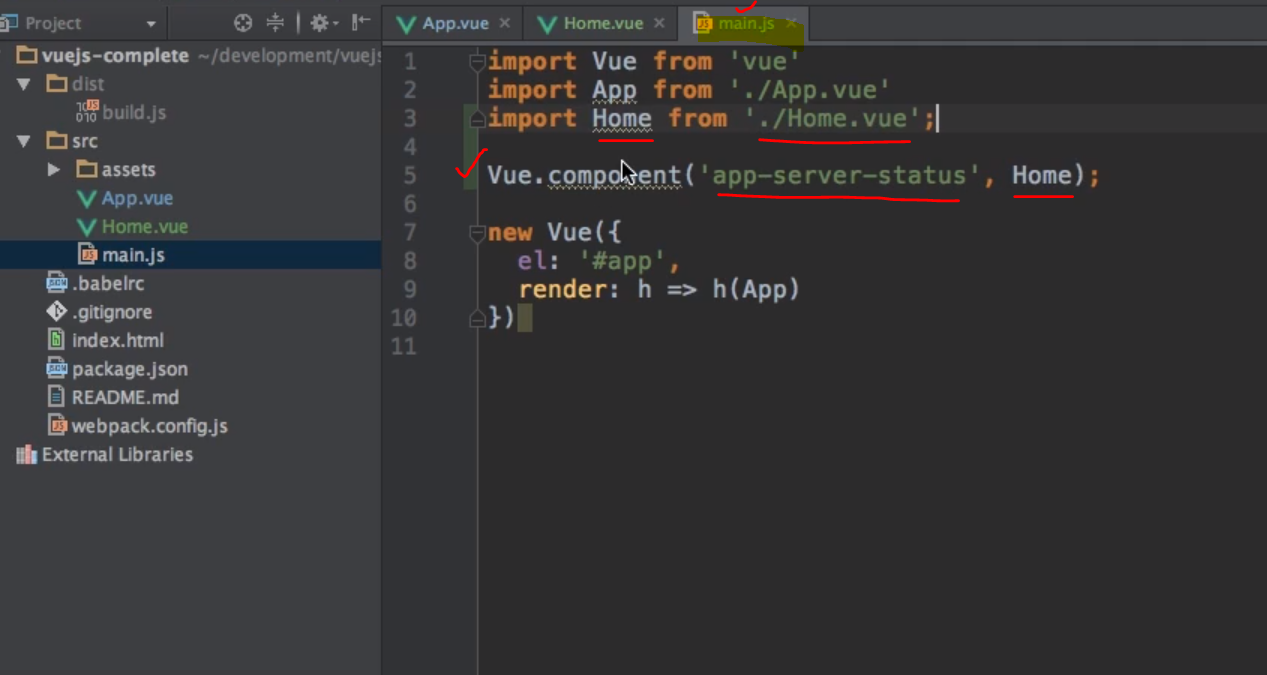 Project
App.vue
Home.vue
main.js
vuejs-complete ~/development/vuejs
dist
build.js
src
assets
App.vue
Home.vue
main.js
.babelrc
.gitignore
index.html
package.json
README.md
webpack.config.js
External Libraries
1 import Vue from 'vue'
2 import App from './App.vue'
3 import Home from './Home.vue';
4
5 Vue.component('app-server-status', Home);
6
7 new Vue({
8 el: '#app',
9 render: h => h(App)
10 })
11